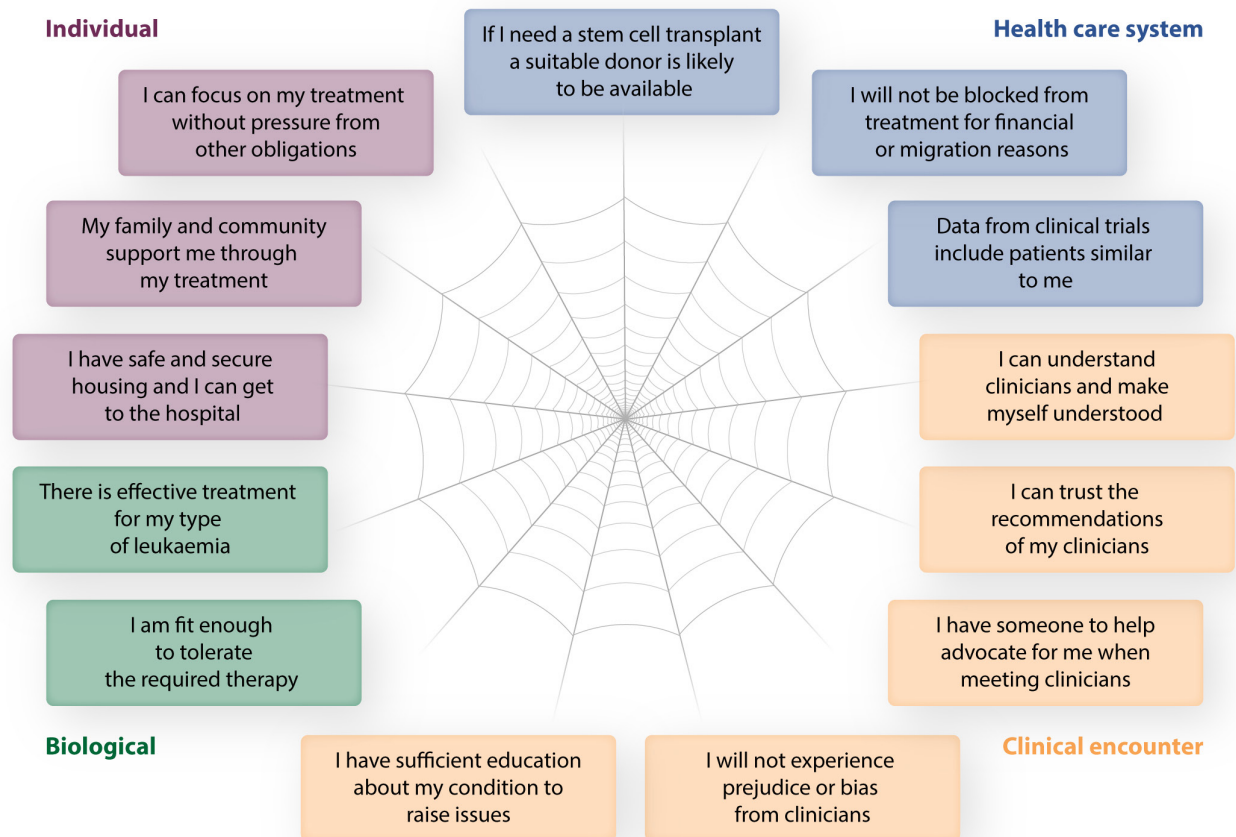 Individual
Health care system
If I need a stem cell transplant
a suitable donor is likely
to be available
I can focus on my treatment
without pressure from
other obligations
I will not be blocked from
treatment for financial
or migration reasons
My family and community
support me through
my treatment
Data from clinical trials
include patients similar
to me
I have safe and secure
housing and I can get
to the hospital
I can understand
clinicians and make
myself understood
There is effective treatment
for my type
of leukaemia
I can trust the
recommendations
of my clinicians
I am fit enough
to tolerate
the required therapy
I have someone to help
advocate for me when
meeting clinicians
Biological
Clinical encounter
I have sufficient education
about my condition to
raise issues
I will not experience
prejudice or bias
from clinicians